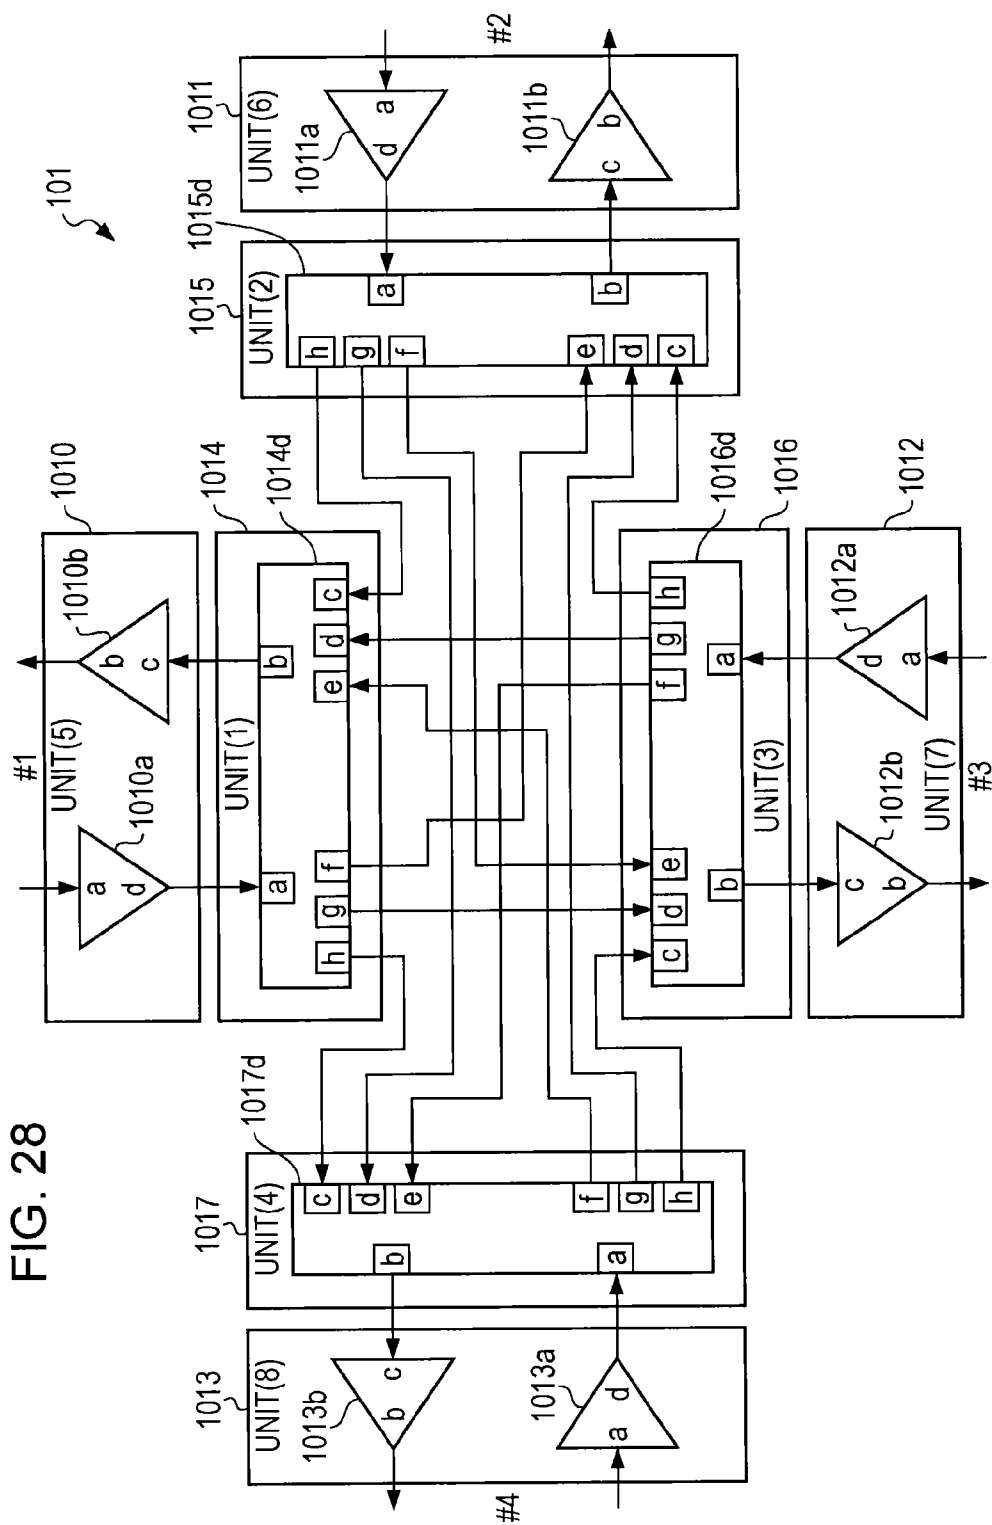 FIG. 28
101
#1
1010
UNIT(5)
1010a
a
d
1010b
b
c
1014
UNIT(1)
1014d
a
b
h
g
f
e
d
c
#4
1013
UNIT(8)
1013b
b
c
1013a
a
d
1017
UNIT(4)
1017d
b
a
c
d
e
f
g
h
1015
UNIT(2)
1015d
h
g
f
e
d
c
a
b
1011
UNIT(6)
1011a
d
a
1011b
c
b
#2
c
d
e
f
g
h
b
a
1016d
UNIT(3)
1016
c
b
1012b
d
a
1012a
UNIT(7)
1012
#3